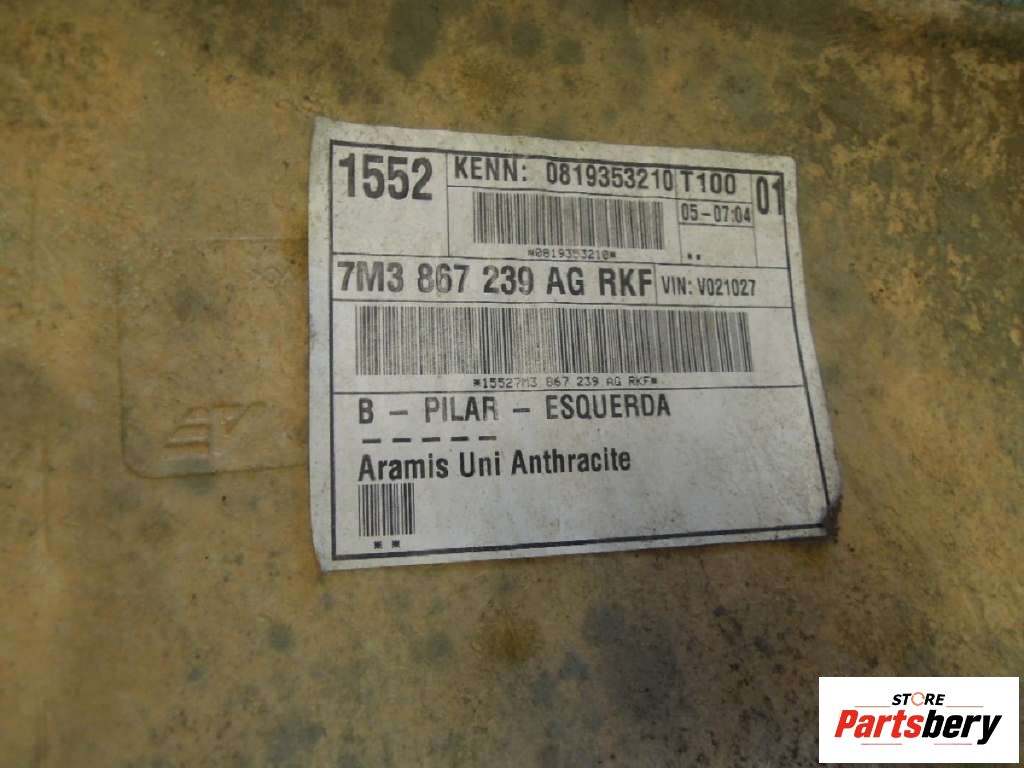 1552
KENN: 0819353210
T100
01
05-07:04
*0819353210*
**
7M3 867 239 AG RKF
VIN: V021027
*15527M3 867 239 AG RKF*
B - PILAR - ESQUERDA
-----
Aramis Uni Anthracite
* *
STORE
Partsbery